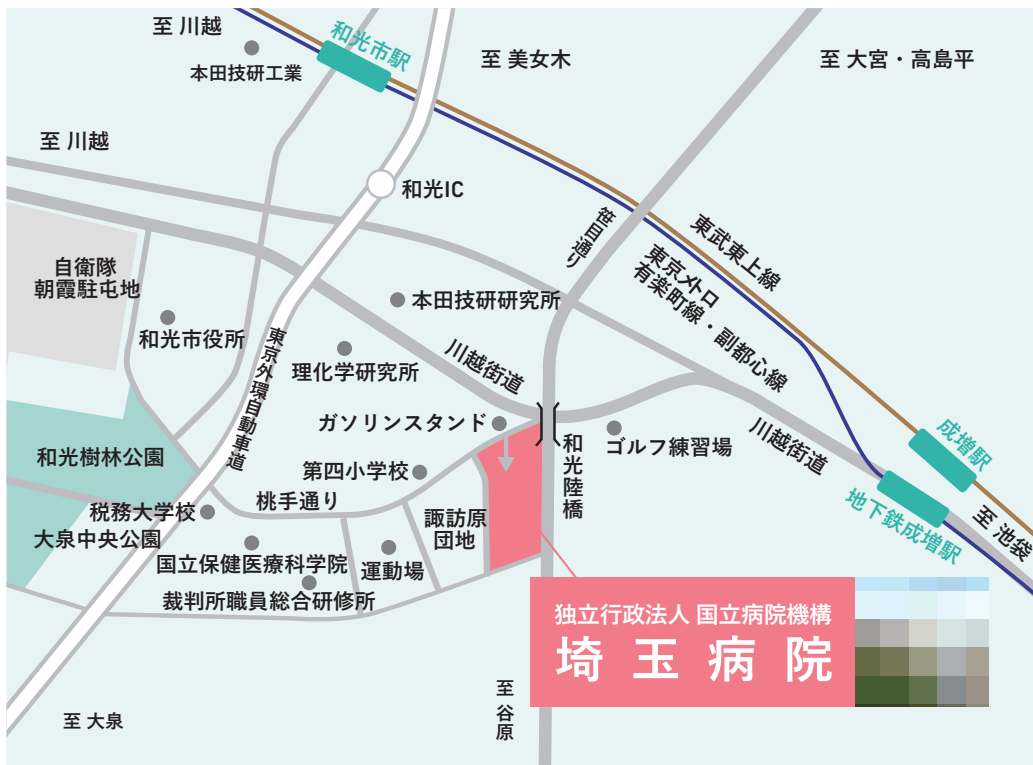 至 川越
和光市駅
本田技研工業
至 美女木
至 大宮・高島平
至 川越
和光IC
笹目通り
東武東上線
東京メトロ
有楽町線・副都心線
自衛隊
朝霞駐屯地
和光市役所
本田技研研究所
東京外環自動車道
理化学研究所
川越街道
ガソリンスタンド
和光陸橋
ゴルフ練習場
川越街道
成増駅
地下鉄成増駅
至 池袋
和光樹林公園
第四小学校
桃手通り
税務大学校
大泉中央公園
諏訪原
団地
国立保健医療科学院
運動場
裁判所職員総合研修所
独立行政法人 国立病院機構
埼玉病院
至 大泉
至 谷原